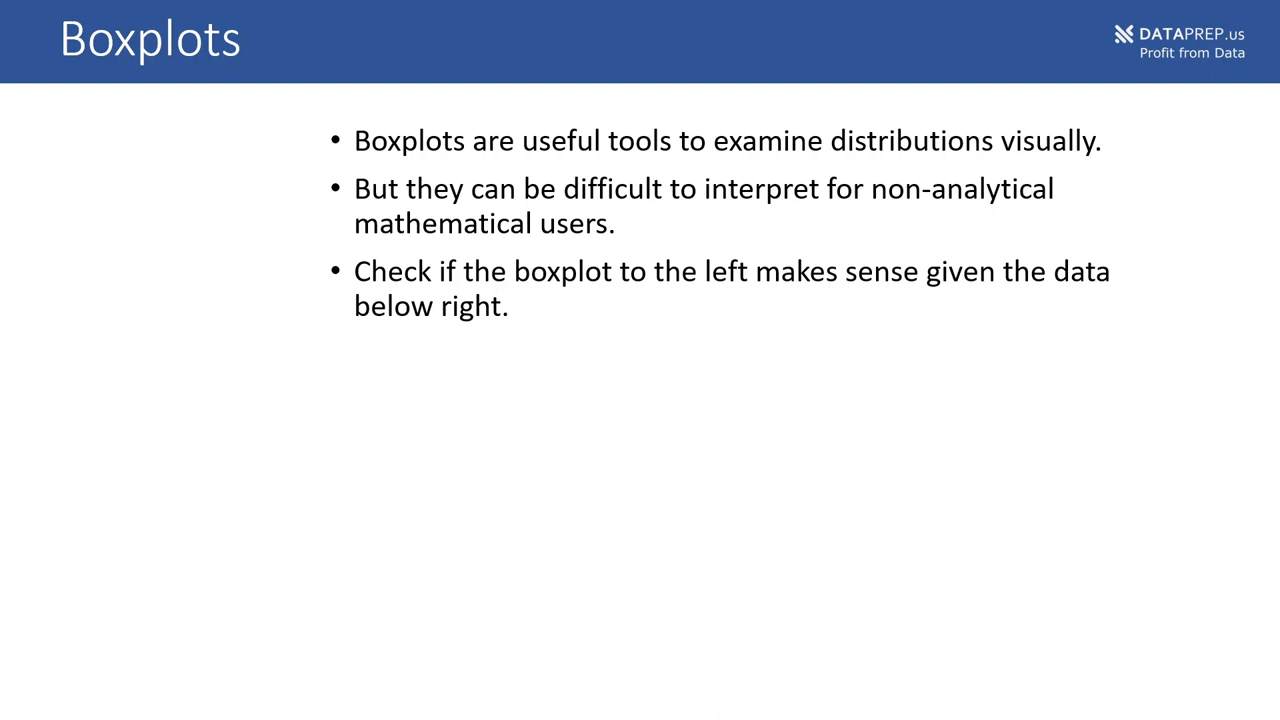 Boxplots
DATAPREP.us
Profit from Data
• Boxplots are useful tools to examine distributions visually.
• But they can be difficult to interpret for non-analytical
mathematical users.
• Check if the boxplot to the left makes sense given the data
below right.